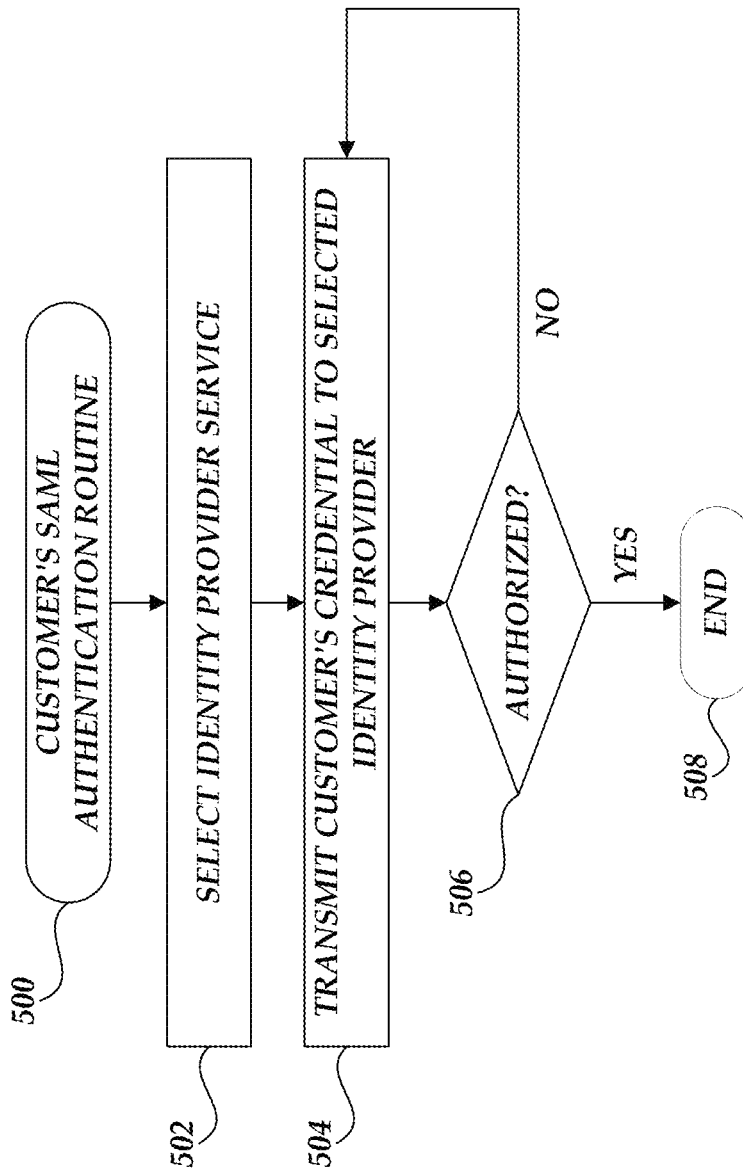 500
CUSTOMER'S SAML
AUTHENTICATION ROUTINE
502
SELECT IDENTITY PROVIDER SERVICE
504
TRANSMIT CUSTOMER'S CREDENTIAL TO SELECTED
IDENTITY PROVIDER
506
AUTHORIZED?
NO
YES
508
END